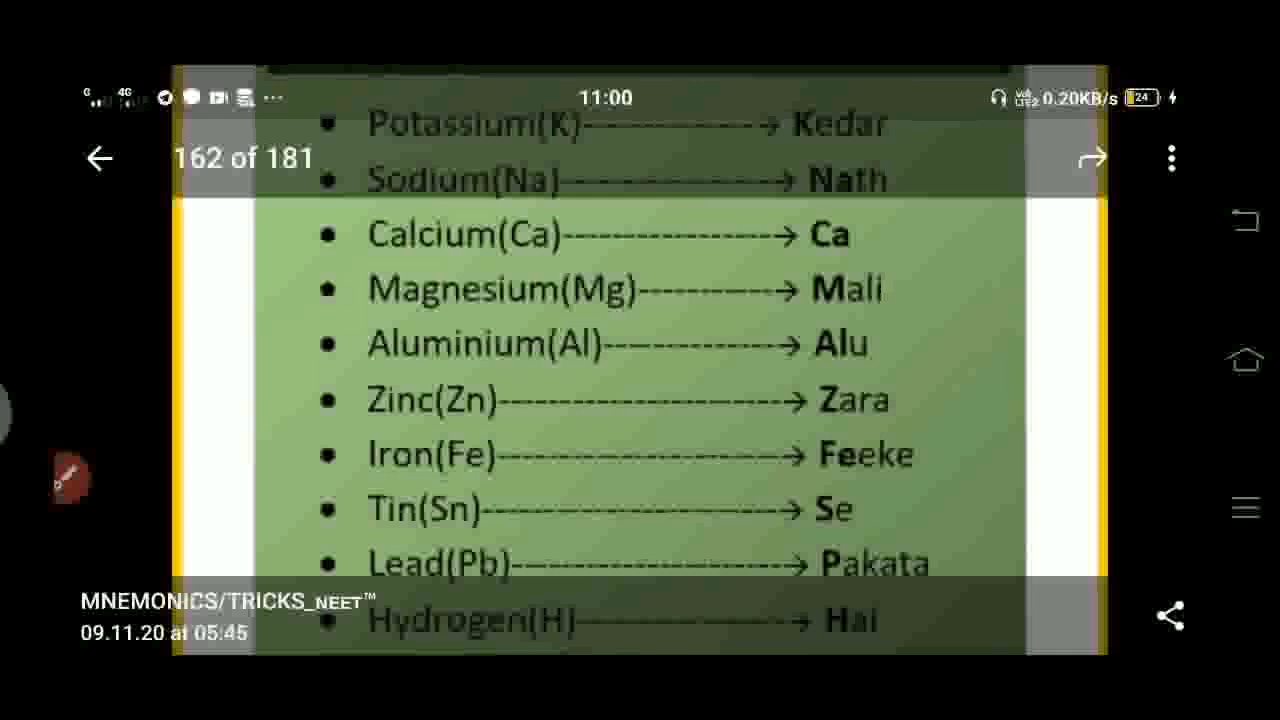 11:00 0.20KB/s 24
Potassium(K)-------------------→ Kedar
162 of 181
Sodium(Na)----------------------→ Nath
Calcium(Ca)----------------------→ Ca
Magnesium(Mg)-------------→ Mali
Aluminium(Al)------------------→ Alu
Zinc(Zn)-----------------------------→ Zara
Iron(Fe)-----------------------------→ Feeke
Tin(Sn)-------------------------------→ Se
Lead(Pb)---------------------------→ Pakata
MNEMONICS/TRICKS_NEET™
Hydrogen(H)--------------------→ Hai
09.11.20 at 05:45